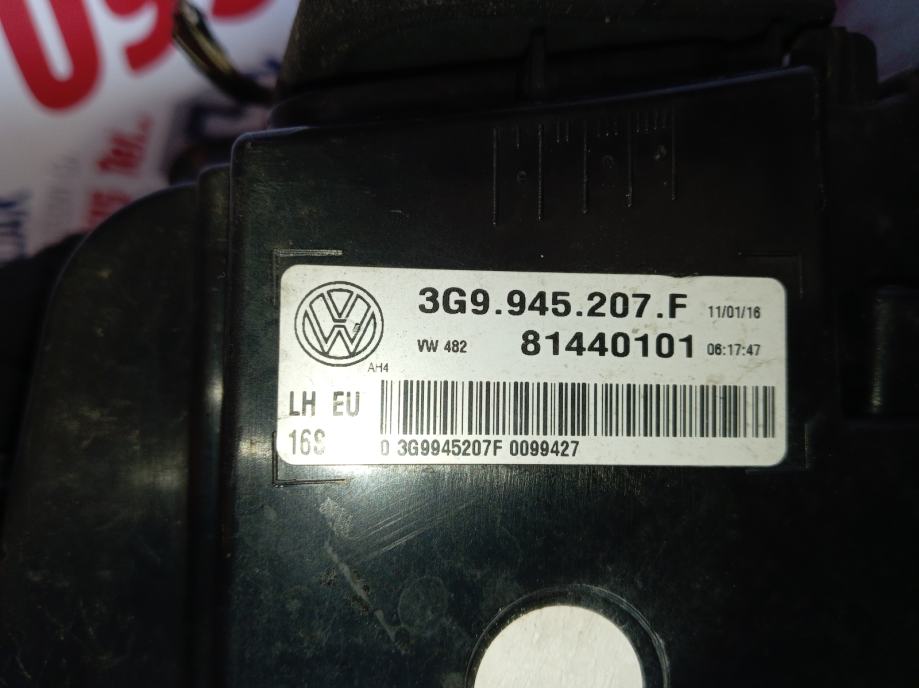 3G9.945.207.F 11/01/16
VW 482 81440101 06:17:47
AH4
LH EU
16S 0 3G9945207F 0099427